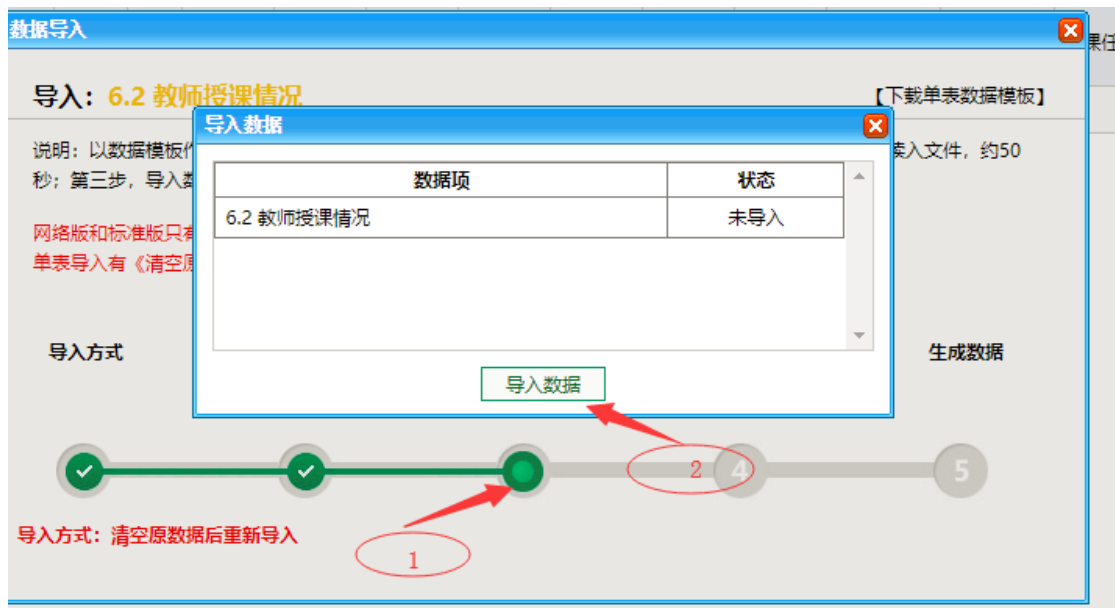 数据导入
课任
导入：6.2 教师授课情况
【下载单表数据模板】
导入数据
说明：以数据模板
读入文件，约50
秒；第三步，导入数
数据项 状态
6.2 教师授课情况 未导入
网络版和标准版只有
单表导入有《清空原
导入方式
生成数据
导入数据
2
4
5
导入方式：清空原数据后重新导入
1